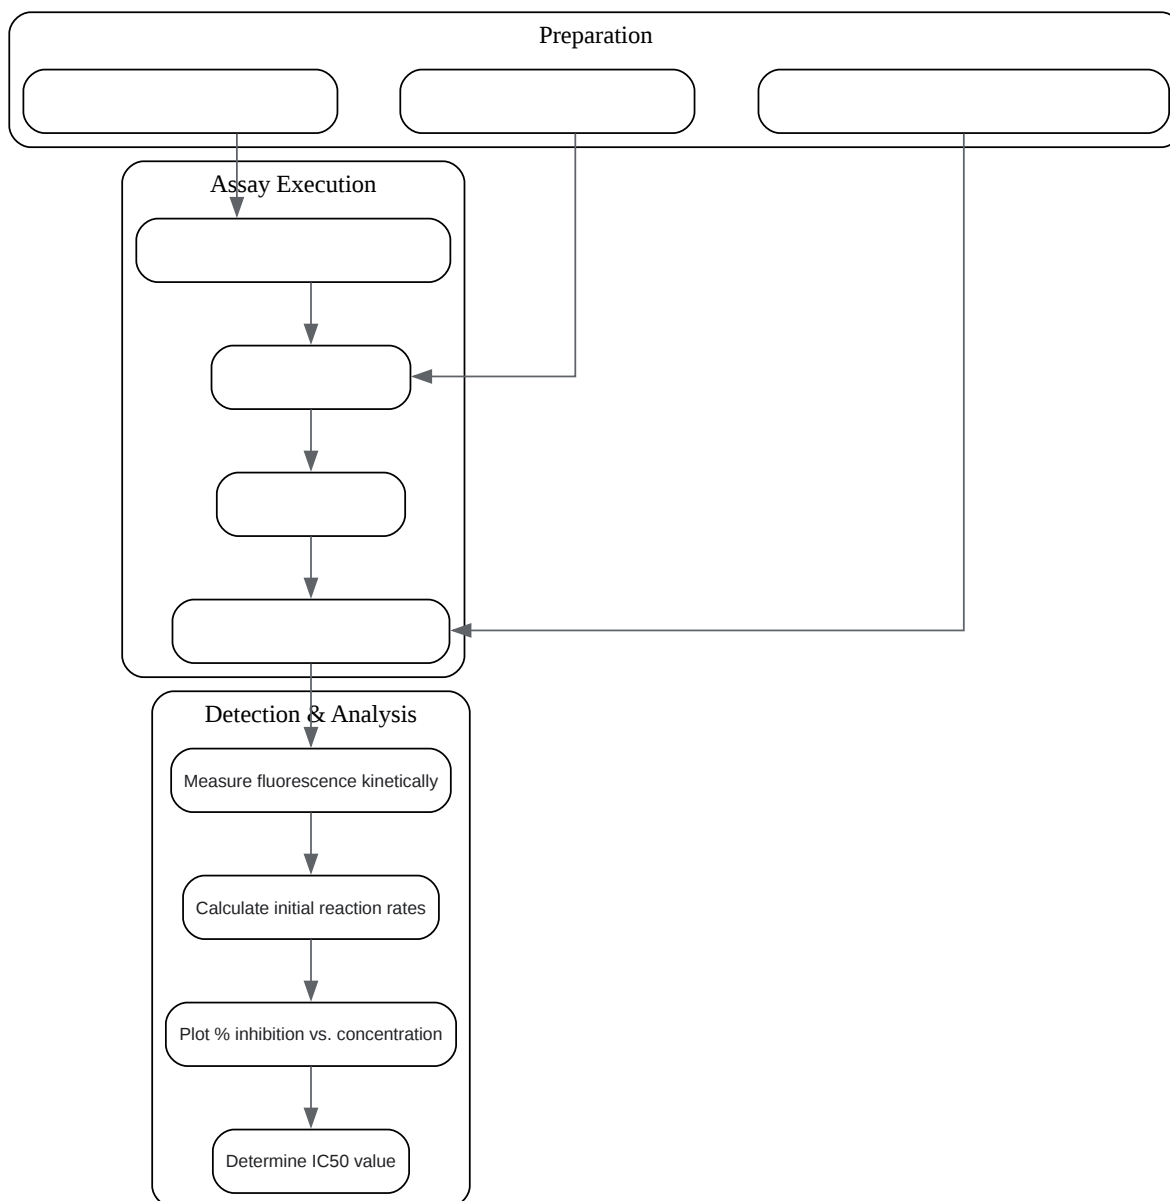 Preparation
Assay Execution
Detection & Analysis
Measure fluorescence kinetically
Calculate initial reaction rates
Plot % inhibition vs. concentration
Determine IC50 value